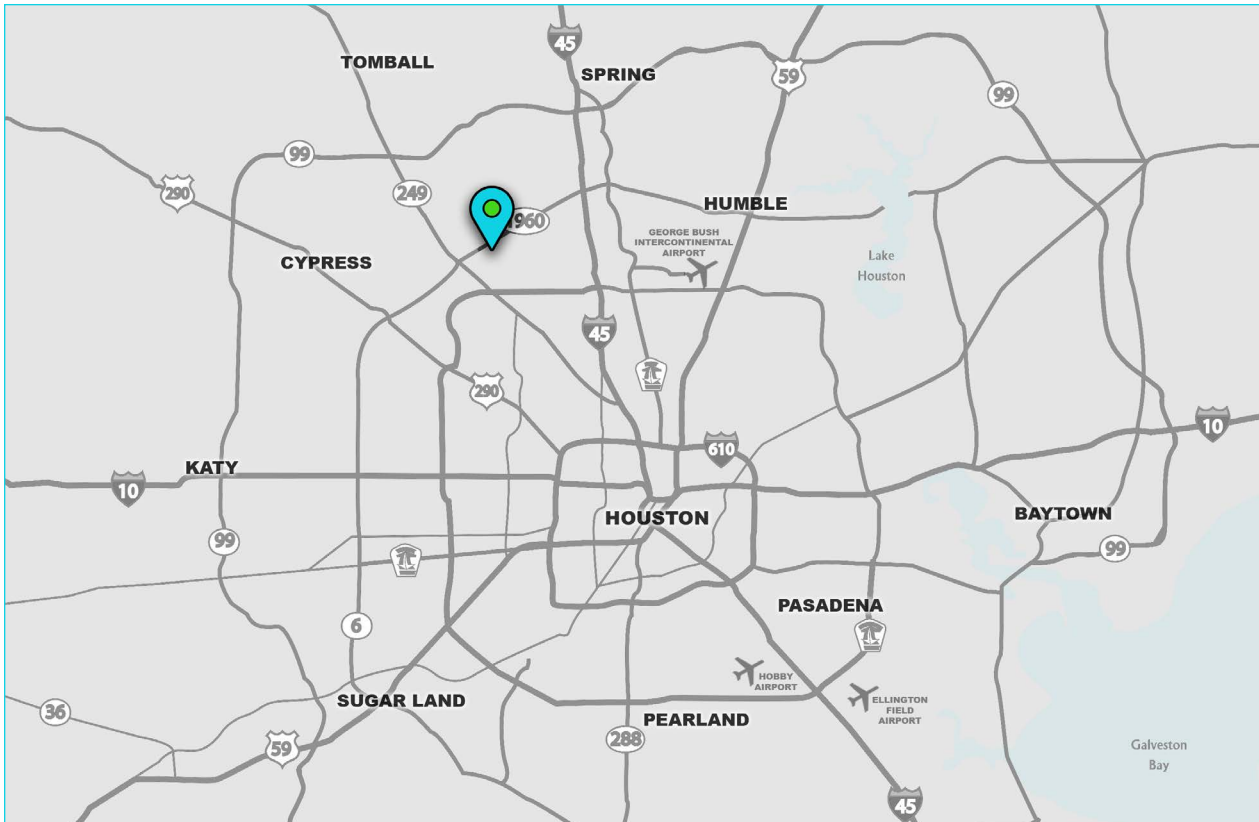 45
TOMBALL
SPRING
59
99
99
249
290
1960
HUMBLE
GEORGE BUSH
INTERCONTINENTAL
AIRPORT
CYPRESS
Lake
Houston
45
290
610
10
KATY
10
HOUSTON
BAYTOWN
99
99
PASADENA
6
HOBBY
AIRPORT
SUGAR LAND
ELLINGTON
FIELD
AIRPORT
36
PEARLAND
59
288
Galveston
Bay
45